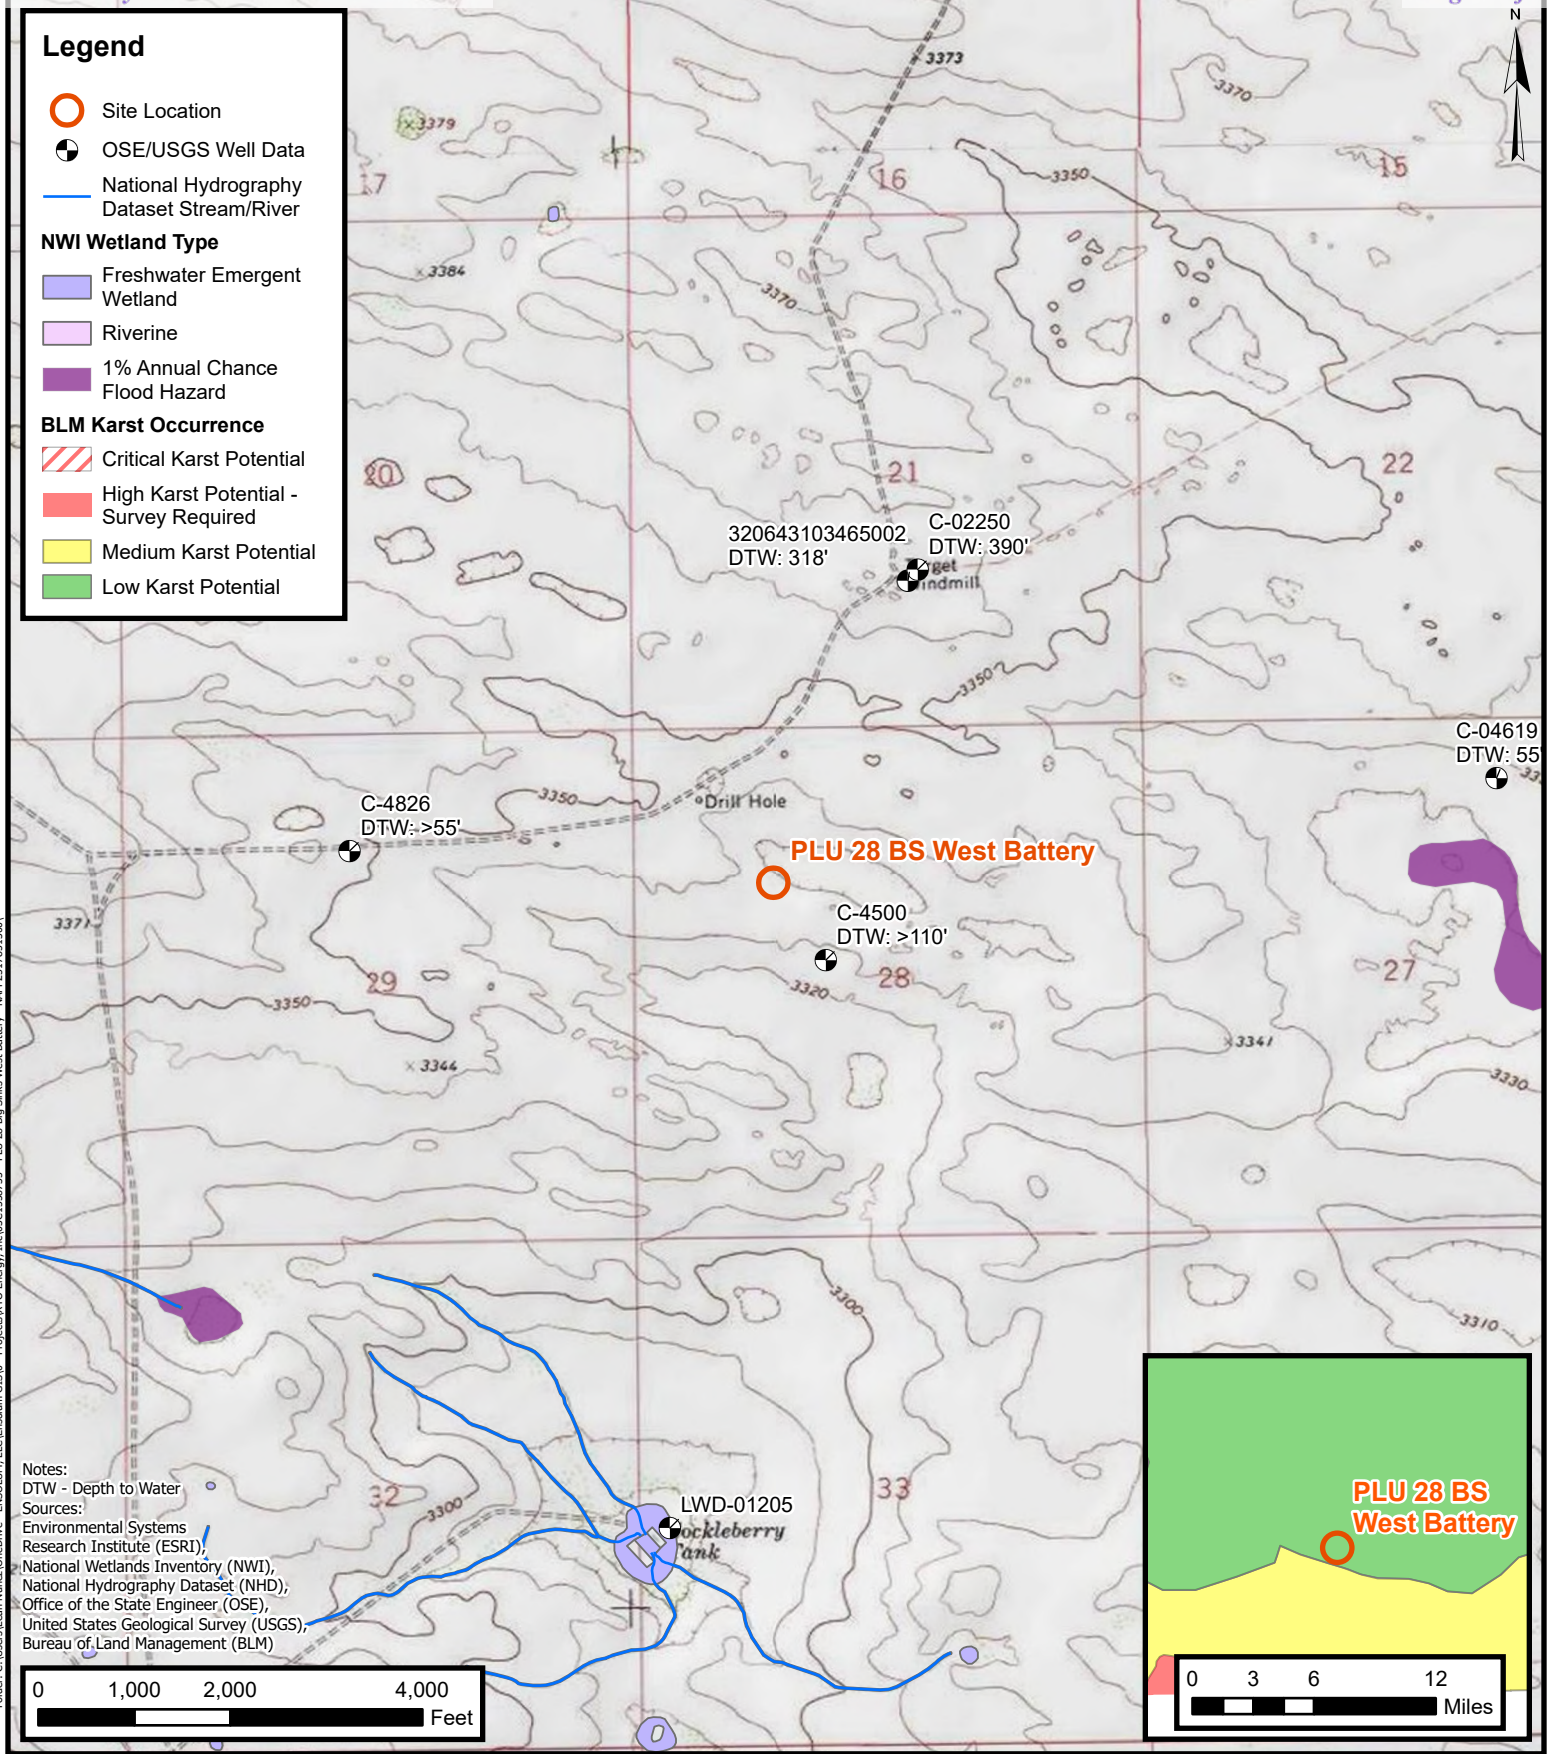 Legend
Site Location
OSE/USGS Well Data
National Hydrography
Dataset Stream/River
NWI Wetland Type
Freshwater Emergent
Wetland
Riverine
1% Annual Chance
Flood Hazard
BLM Karst Occurrence
Critical Karst Potential
High Karst Potential -
Survey Required
Medium Karst Potential
Low Karst Potential
N
3373
3379
3370
17
16
15
3350
3384
3370
20
21
22
320643103465002
DTW: 318'
C-02250
DTW: 390'
3350
C-04619
DTW: 55'
C-4826
DTW: >55'
3350
Drill Hole
PLU 28 BS West Battery
C-4500
DTW: >110'
3371
29
28
27
3350
3320
3344
3341
3330
3300
3310
32
3300
33
LWD-01205
Tank
Notes:
DTW - Depth to Water
Sources:
Environmental Systems
Research Institute (ESRI),
National Wetlands Inventory (NWI),
National Hydrography Dataset (NHD),
Office of the State Engineer (OSE),
United States Geological Survey (USGS),
Bureau of Land Management (BLM)
0 1,000 2,000 4,000
Feet
PLU 28 BS
West Battery
0 3 6 12
Miles